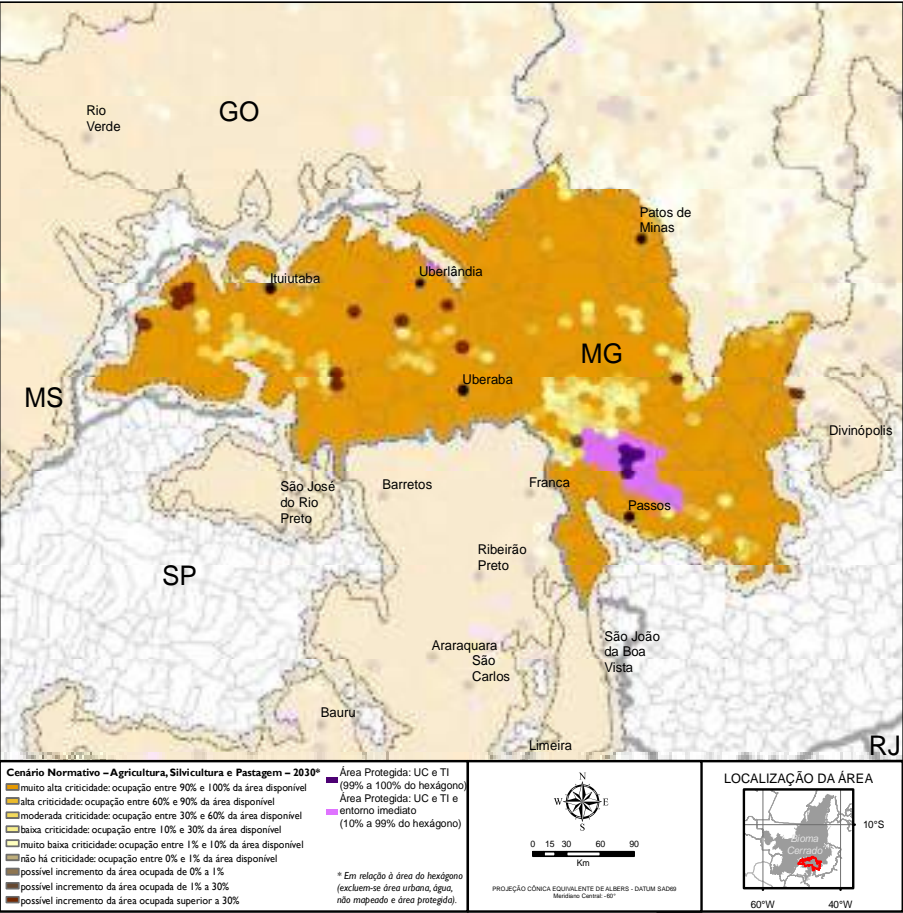 GO
Rio
Verde
Patos de
Minas
Uberlândia
Ituiutaba
MG
Uberaba
MS
Divinópolis
São José
do Rio
Preto
Barretos
Franca
Passos
Ribeirão
Preto
SP
São João
da Boa
Vista
Araraquara
São
Carlos
Bauru
Limeira
RJ
Cenário Normativo – Agricultura, Silvicultura e Pastagem – 2030*
muito alta criticidade: ocupação entre 90% e 100% da área disponível
alta criticidade: ocupação entre 60% e 90% da área disponível
moderada criticidade: ocupação entre 30% e 60% da área disponível
baixa criticidade: ocupação entre 10% e 30% da área disponível
muito baixa criticidade: ocupação entre 1% e 10% da área disponível
não há criticidade: ocupação entre 0% e 1% da área disponível
possível incremento da área ocupada de 0% a 1%
possível incremento da área ocupada de 1% a 30%
possível incremento da área ocupada superior a 30%
Área Protegida: UC e TI
(99% a 100% do hexágono)
Área Protegida: UC e TI e
entorno imediato
(10% a 99% do hexágono)
* Em relação à área do hexágono
(excluem-se área urbana, água,
não mapeado e área protegida).
N
W E
S
0 15 30 60 90
Km
PROJEÇÃO CÔNICA EQUIVALENTE DE ALBERS - DATUM SAD69
Meridiano Central: -60°
LOCALIZAÇÃO DA ÁREA
Bioma
Cerrado
10°S
60°W 40°W